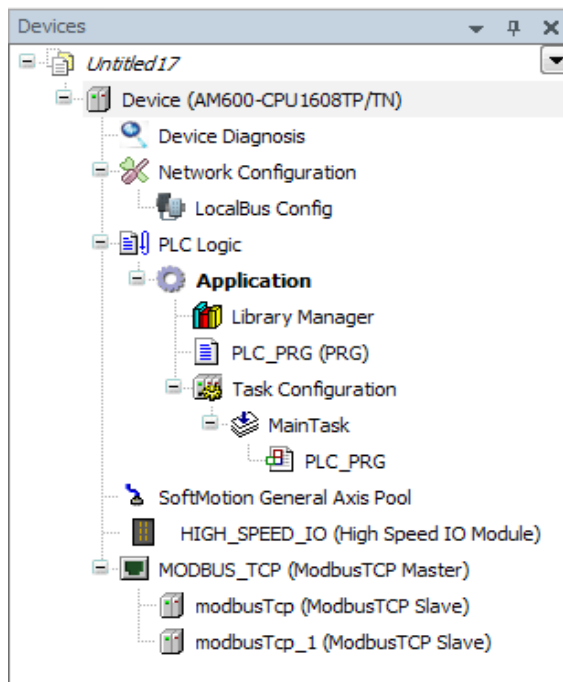 Devices
Untitled17
Device (AM600-CPU1608TP/TN)
Device Diagnosis
Network Configuration
LocalBus Config
PLC Logic
Application
Library Manager
PLC_PRG (PRG)
Task Configuration
MainTask
PLC_PRG
SoftMotion General Axis Pool
HIGH_SPEED_IO (High Speed IO Module)
MODBUS_TCP (ModbusTCP Master)
modbusTcp (ModbusTCP Slave)
modbusTcp_1 (ModbusTCP Slave)